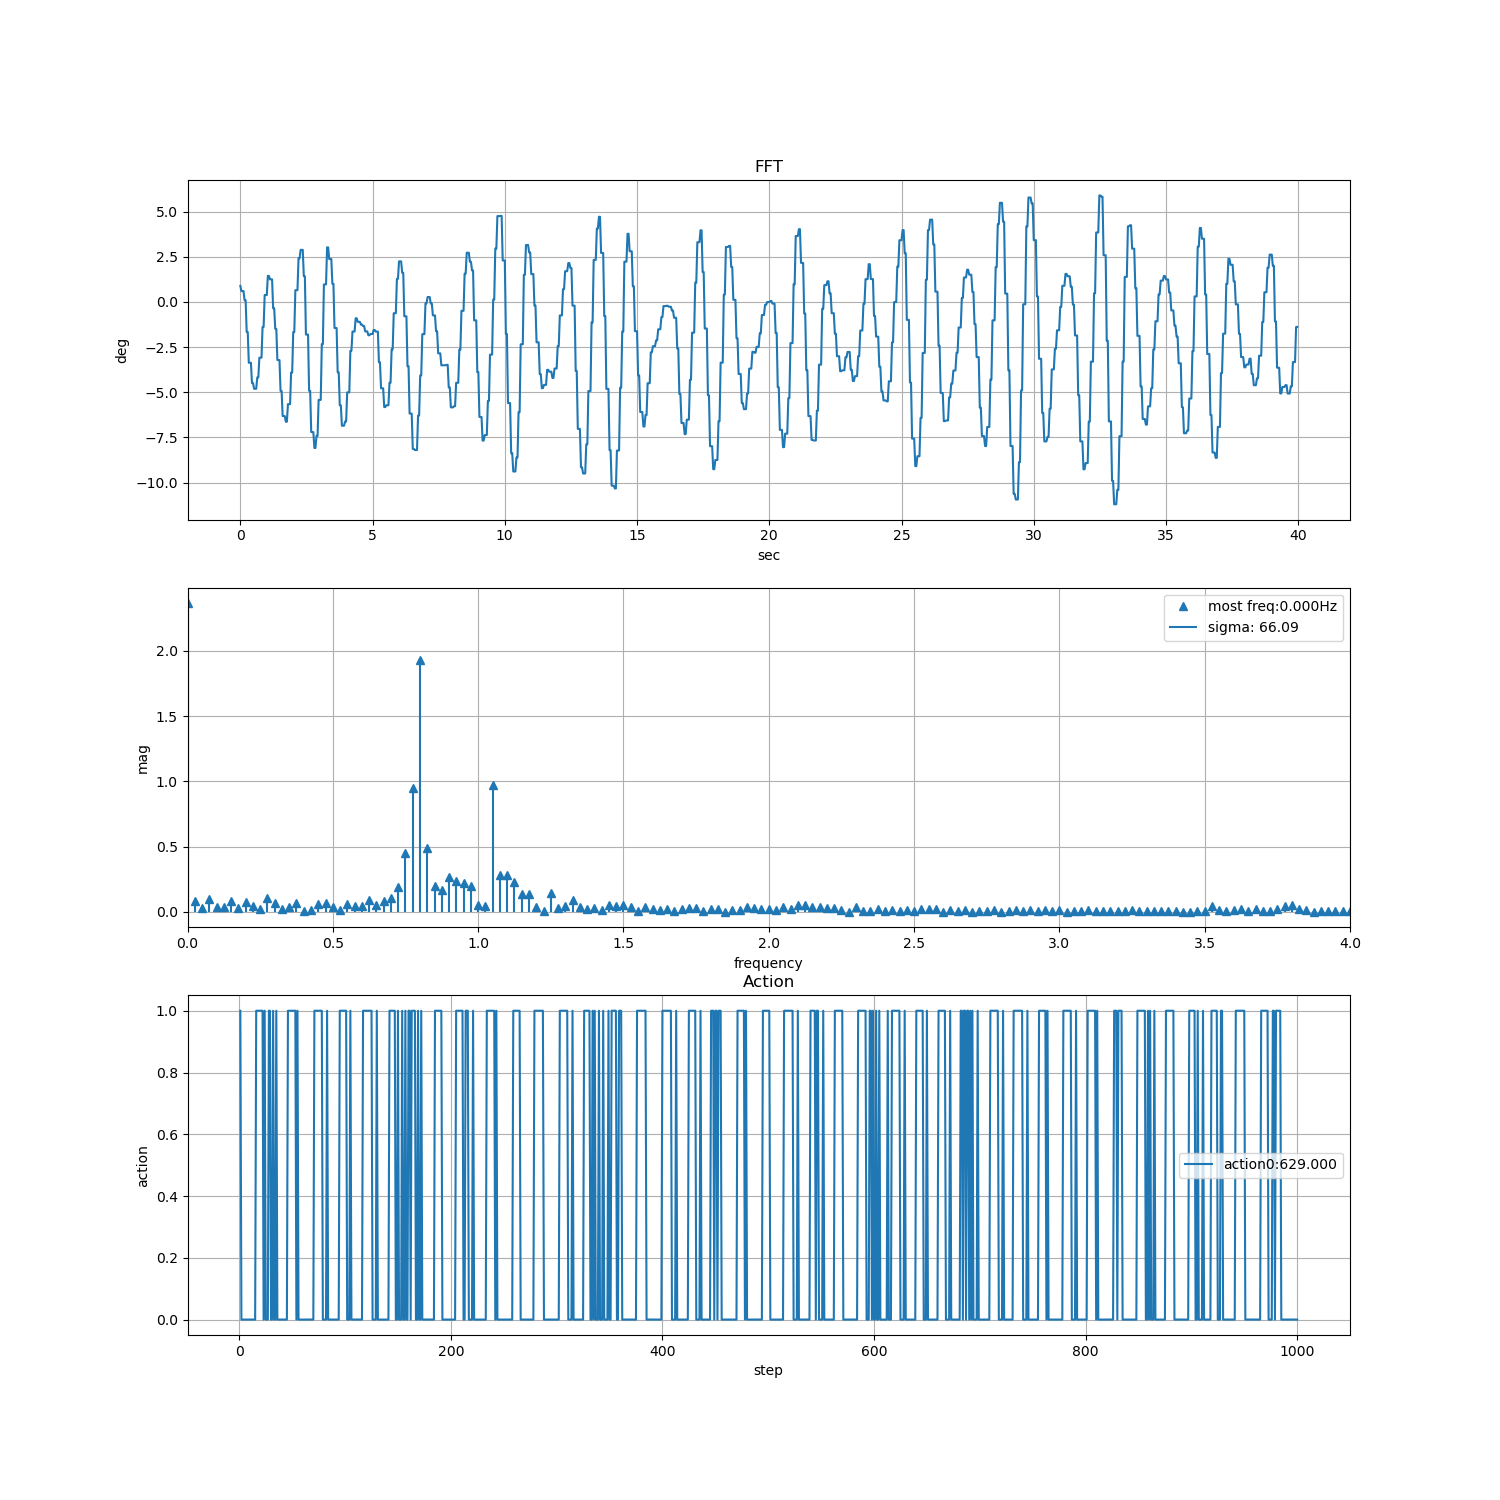 FFT
5.0
2.5
0.0
−2.5
−5.0
−7.5
−10.0
deg
0 5 10 15 20 25 30 35 40
sec
most freq:0.000Hz
sigma: 66.09
2.0
1.5
1.0
0.5
0.0
mag
0.0 0.5 1.0 1.5 2.0 2.5 3.0 3.5 4.0
frequency
Action
1.0
0.8
0.6
0.4
0.2
0.0
action
action0:629.000
0 200 400 600 800 1000
step